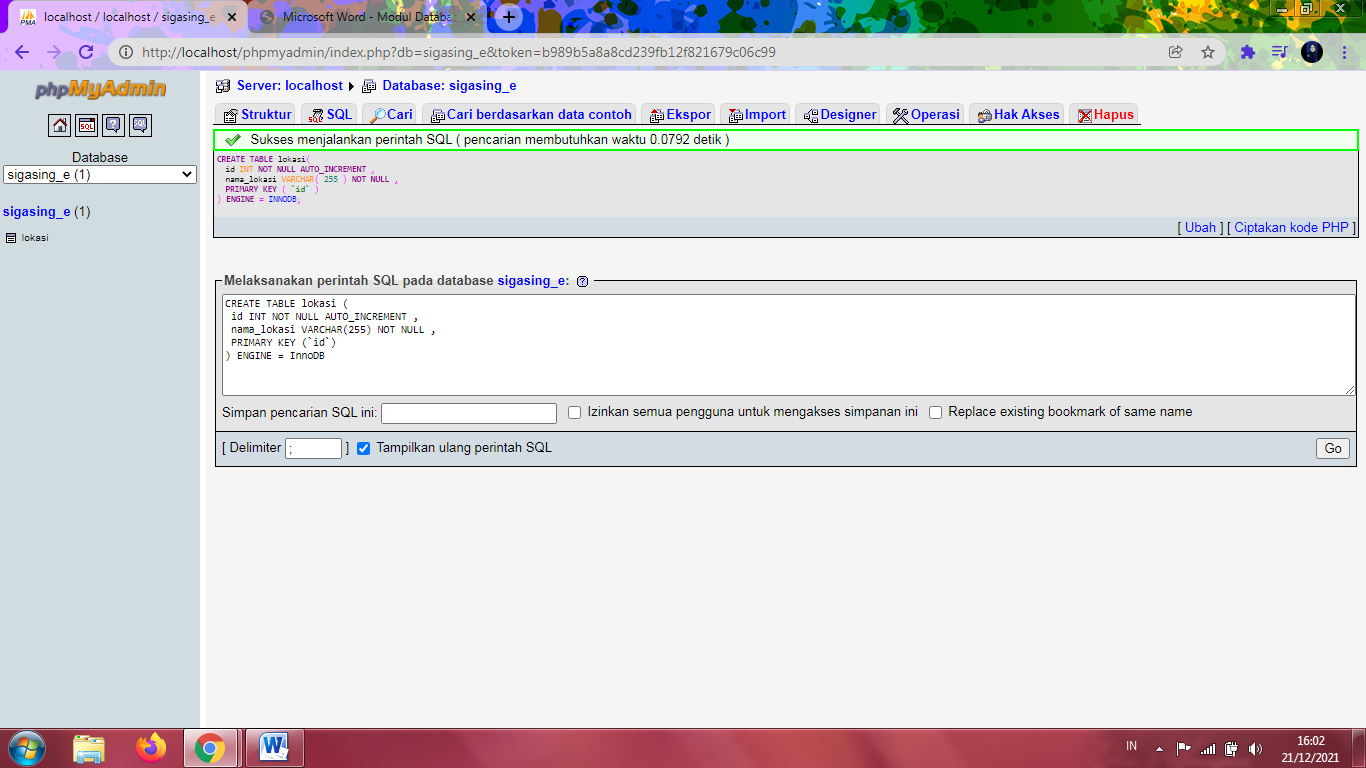 localhost / localhost / sigasing_e
Microsoft Word - Modul Databas
http://localhost/phpmyadmin/index.php?db=sigasing_e&token=b989b5a8a8cd239fb12f821679c06c99
phpMyAdmin
SQL
Database
sigasing_e (1)
sigasing_e (1)
lokasi
Server: localhost Database: sigasing_e
Struktur SQL Cari Cari berdasarkan data contoh Ekspor Import Designer Operasi Hak Akses Hapus
Sukses menjalankan perintah SQL ( pencarian membutuhkan waktu 0.0792 detik )
CREATE TABLE lokasi(
id INT NOT NULL AUTO_INCREMENT ,
nama_lokasi VARCHAR( 255 ) NOT NULL ,
PRIMARY KEY ( `id` )
) ENGINE = INNODB;
[ Ubah ] [ Ciptakan kode PHP ]
Melaksanakan perintah SQL pada database sigasing_e:
CREATE TABLE lokasi (
id INT NOT NULL AUTO_INCREMENT ,
nama_lokasi VARCHAR(255) NOT NULL ,
PRIMARY KEY (`id`)
) ENGINE = InnoDB
Simpan pencarian SQL ini: Izinkan semua pengguna untuk mengakses simpanan ini Replace existing bookmark of same name
[ Delimiter ; ] Tampilkan ulang perintah SQL Go
IN
16:02
21/12/2021